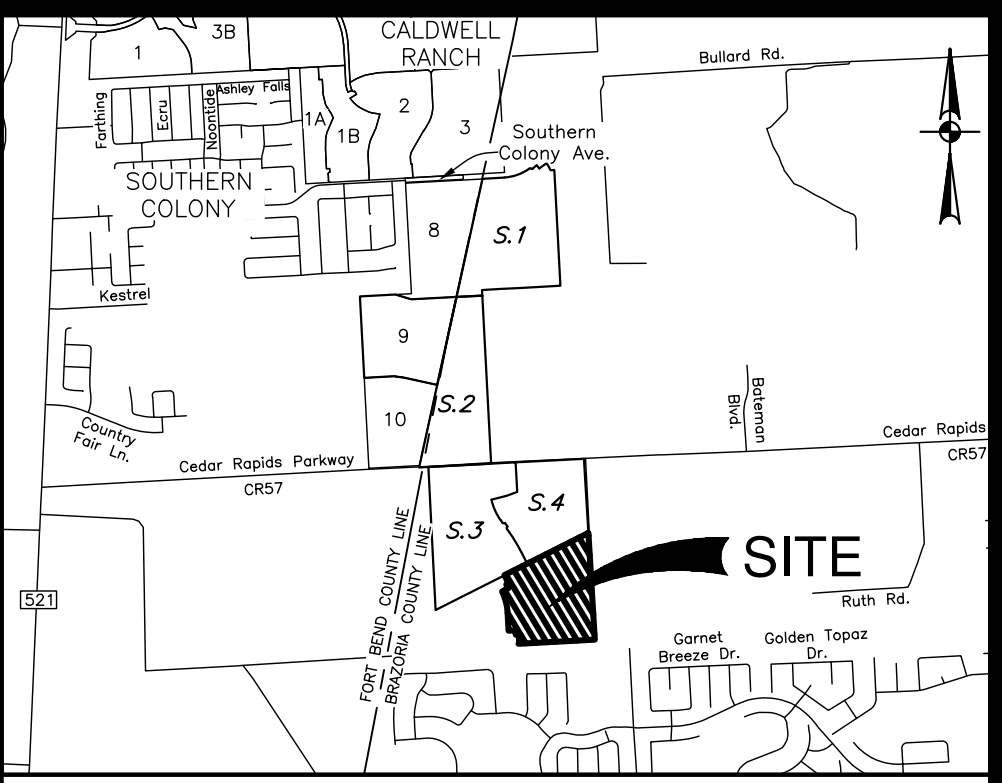 CALDWELL
RANCH
3B
1
Bullard Rd.
Ashley Falls
Farthing
Ecru
Noontide
1A
1B
2
3
Southern
Colony Ave.
SOUTHERN
COLONY
8
S.1
Kestrel
9
S.2
10
Country
Fair Ln.
Bateman
Blvd.
Cedar Rapids Parkway
CR57
Cedar Rapids
CR57
S.3
S.4
SITE
521
FORT BEND COUNTY LINE
BRAZORIA COUNTY LINE
Ruth Rd.
Garnet
Breeze Dr.
Golden Topaz
Dr.